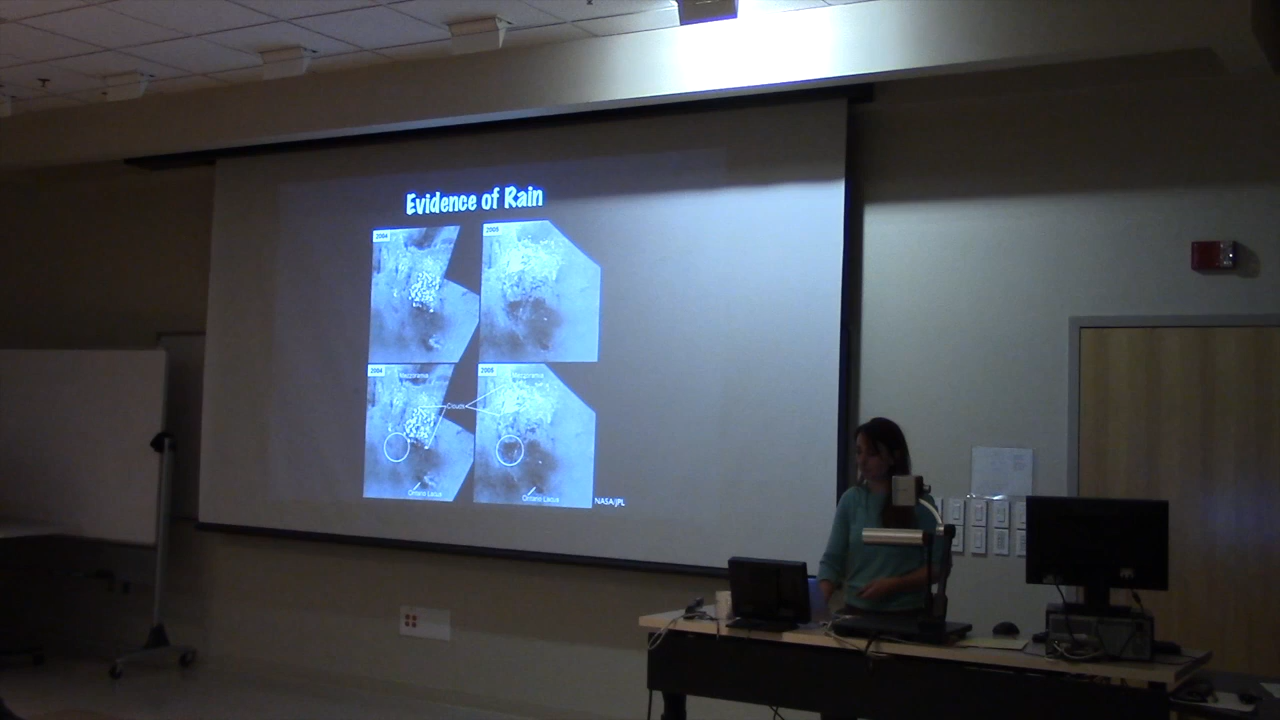 Evidence of Rain
2004
2005
2004
2005
Mezzoramia
Mezzoramia
Clouds
Ontario Lacus
Ontario Lacus
NASA/JPL